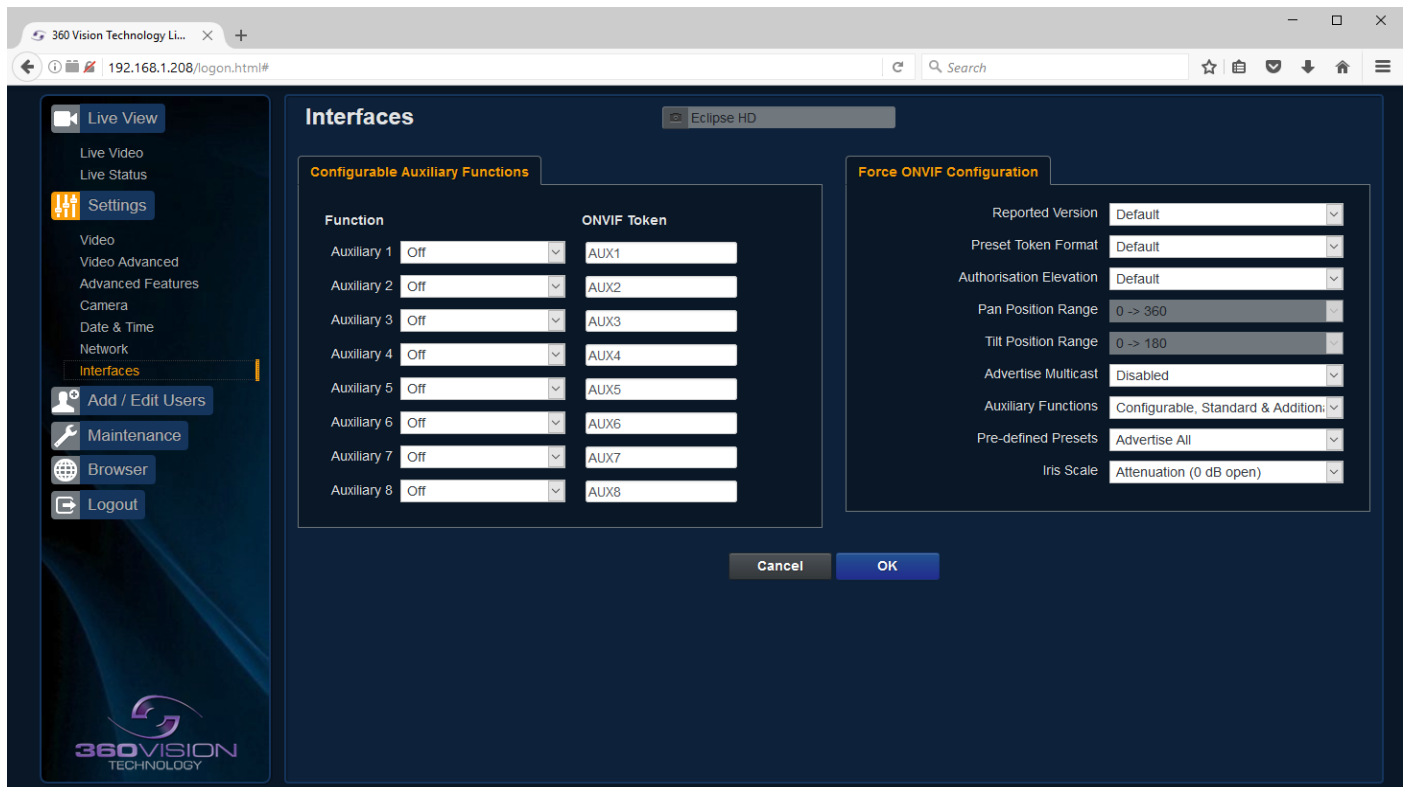 360 Vision Technology Li...
192.168.1.208/logon.html#
Search
Live View
Live Video
Live Status
Settings
Video
Video Advanced
Advanced Features
Camera
Date & Time
Network
Interfaces
Add / Edit Users
Maintenance
Browser
Logout
360VISION
TECHNOLOGY
Interfaces
Eclipse HD
Configurable Auxiliary Functions
Function ONVIF Token
Auxiliary 1 Off AUX1
Auxiliary 2 Off AUX2
Auxiliary 3 Off AUX3
Auxiliary 4 Off AUX4
Auxiliary 5 Off AUX5
Auxiliary 6 Off AUX6
Auxiliary 7 Off AUX7
Auxiliary 8 Off AUX8
Force ONVIF Configuration
Reported Version Default
Preset Token Format Default
Authorisation Elevation Default
Pan Position Range 0 -> 360
Tilt Position Range 0 -> 180
Advertise Multicast Disabled
Auxiliary Functions Configurable, Standard & Addition
Pre-defined Presets Advertise All
Iris Scale Attenuation (0 dB open)
Cancel OK